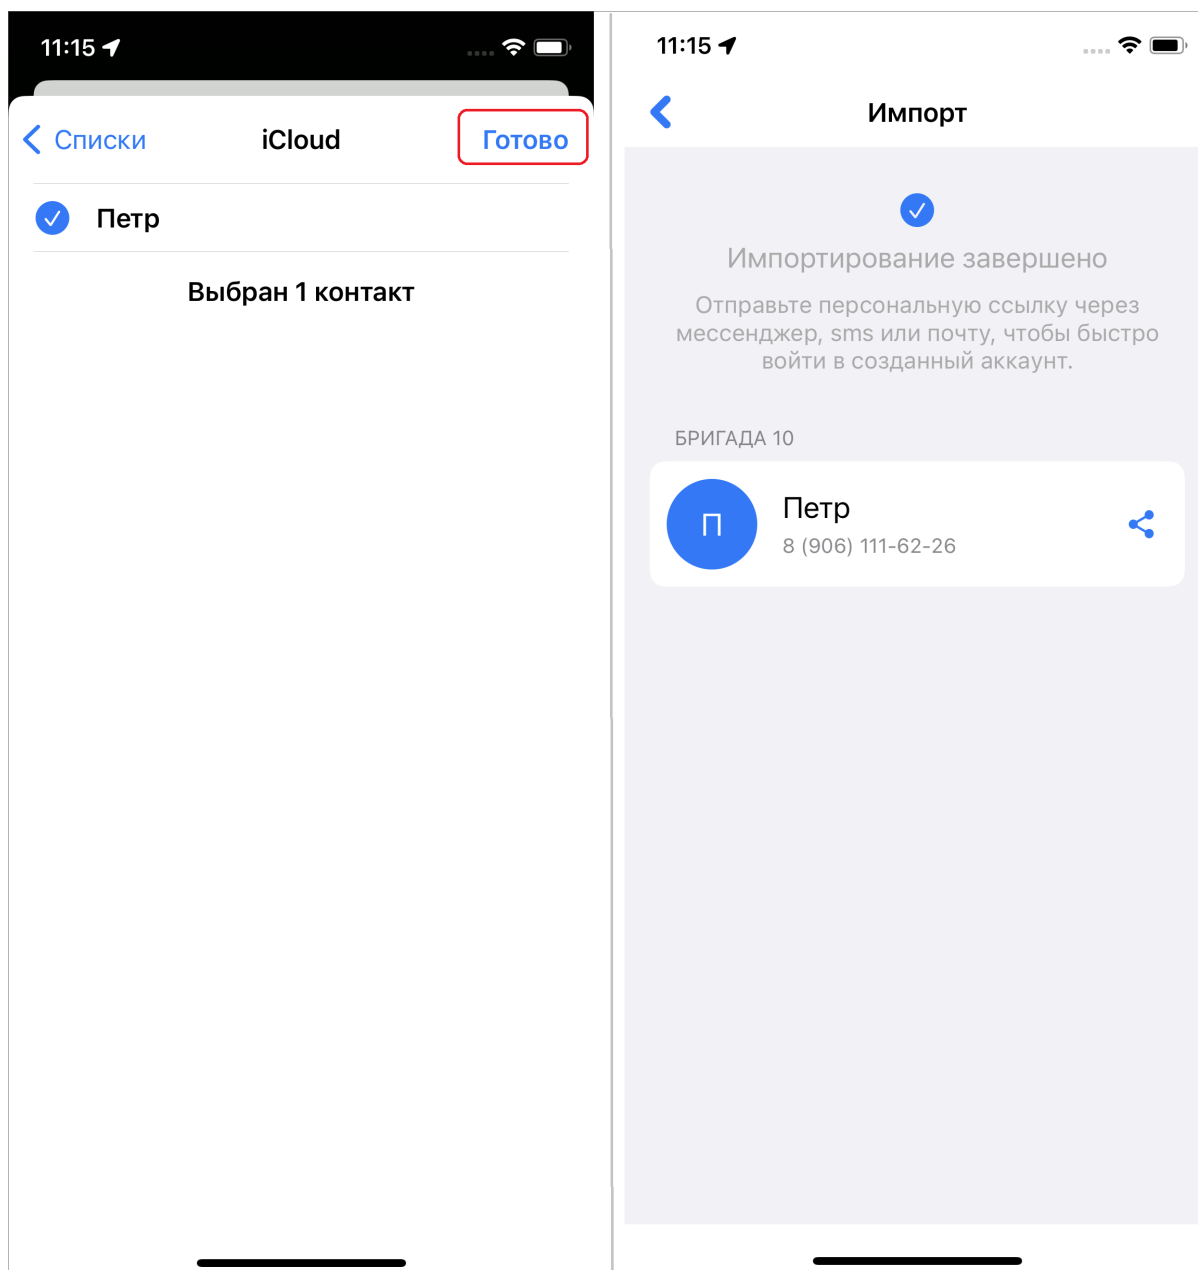 11:15
Списки
iCloud
Готово
Петр
Выбран 1 контакт
11:15
Импорт
Импортирование завершено
Отправьте персональную ссылку через
мессенджер, sms или почту, чтобы быстро
войти в созданный аккаунт.
БРИГАДА 10
П
Петр
8 (906) 111-62-26